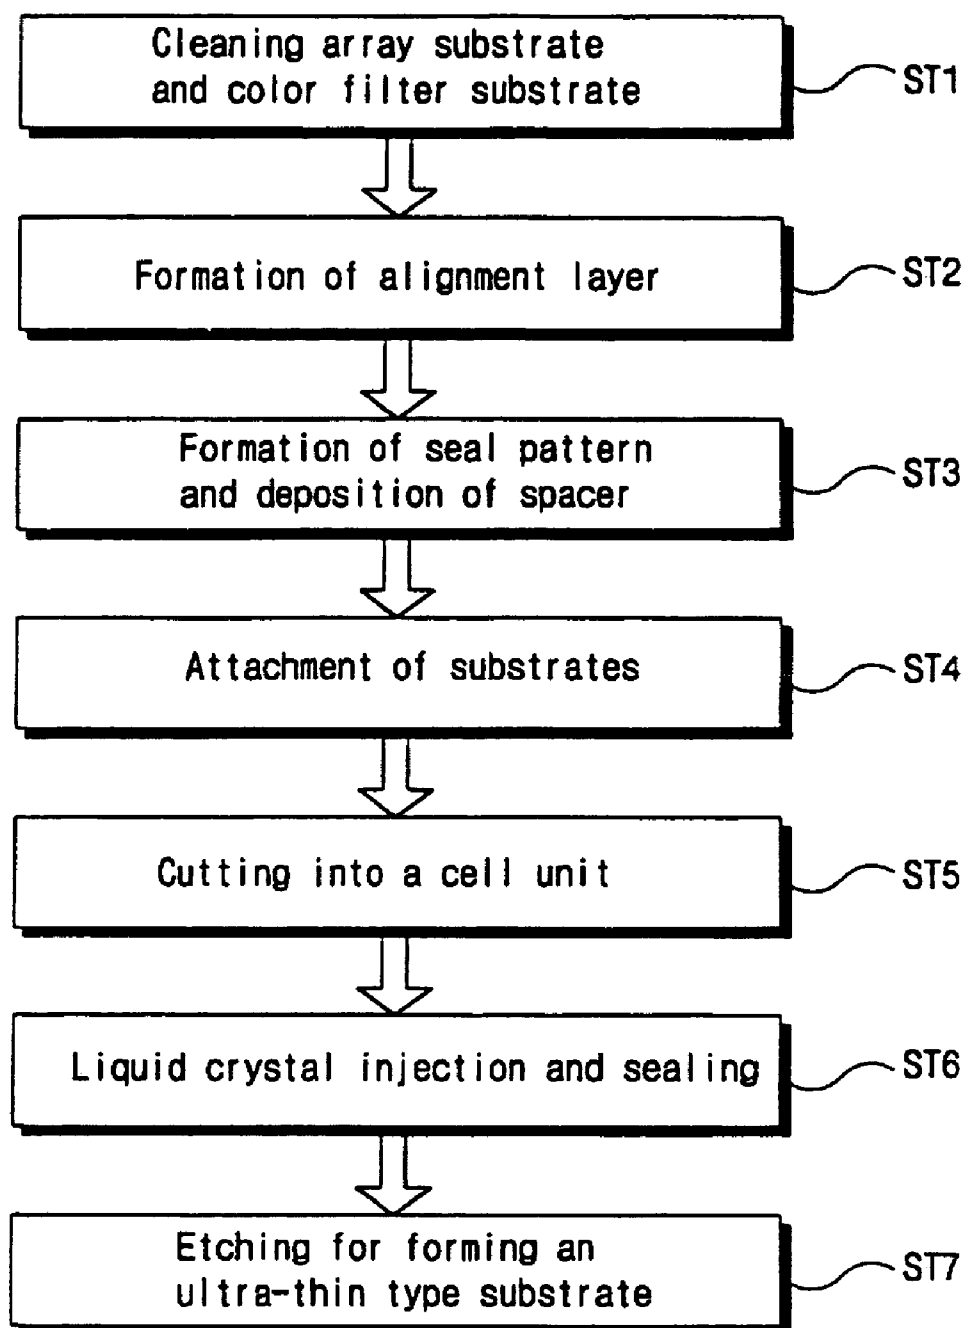 Cleaning array substrate
and color filter substrate
ST1
Formation of alignment layer
ST2
Formation of seal pattern
and deposition of spacer
ST3
Attachment of substrates
ST4
Cutting into a cell unit
ST5
Liquid crystal injection and sealing
ST6
Etching for forming an
ultra-thin type substrate
ST7